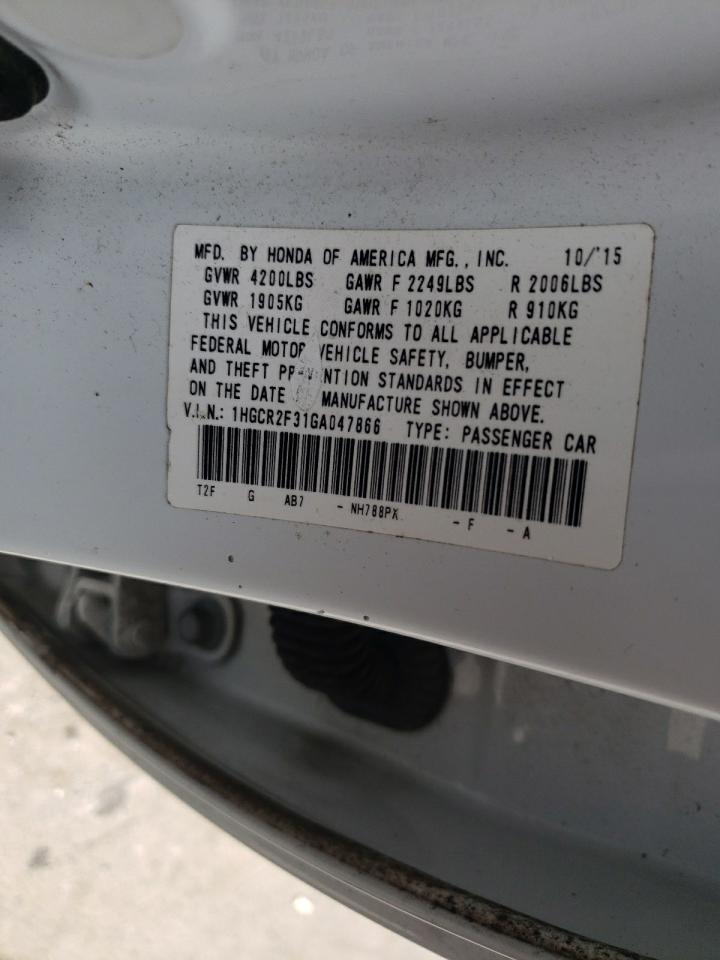 MFD. BY HONDA OF AMERICA MFG., INC. 10/'15
GVWR 4200LBS GAWR F 2249LBS R 2006LBS
GVWR 1905KG GAWR F 1020KG R 910KG
THIS VEHICLE CONFORMS TO ALL APPLICABLE
FEDERAL MOTOR VEHICLE SAFETY, BUMPER,
AND THEFT PREVENTION STANDARDS IN EFFECT
ON THE DATE MANUFACTURE SHOWN ABOVE.
V.I.N.: 1HGCR2F31GA047866 TYPE: PASSENGER CAR
T2F G AB7 - NH788PX - F - A